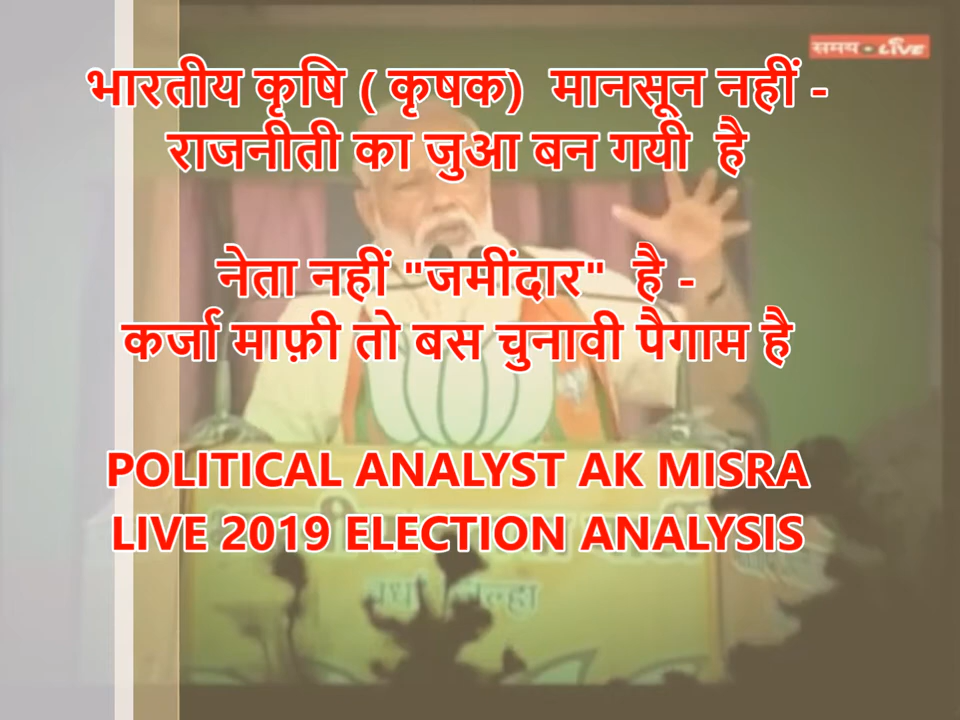 समय-LIVE
भारतीय कृषि ( कृषक) मानसून नहीं -
राजनीती का जुआ बन गयी है
नेता नहीं "जमींदार" है -
कर्जा माफ़ी तो बस चुनावी पैगाम है
POLITICAL ANALYST AK MISRA
LIVE 2019 ELECTION ANALYSIS